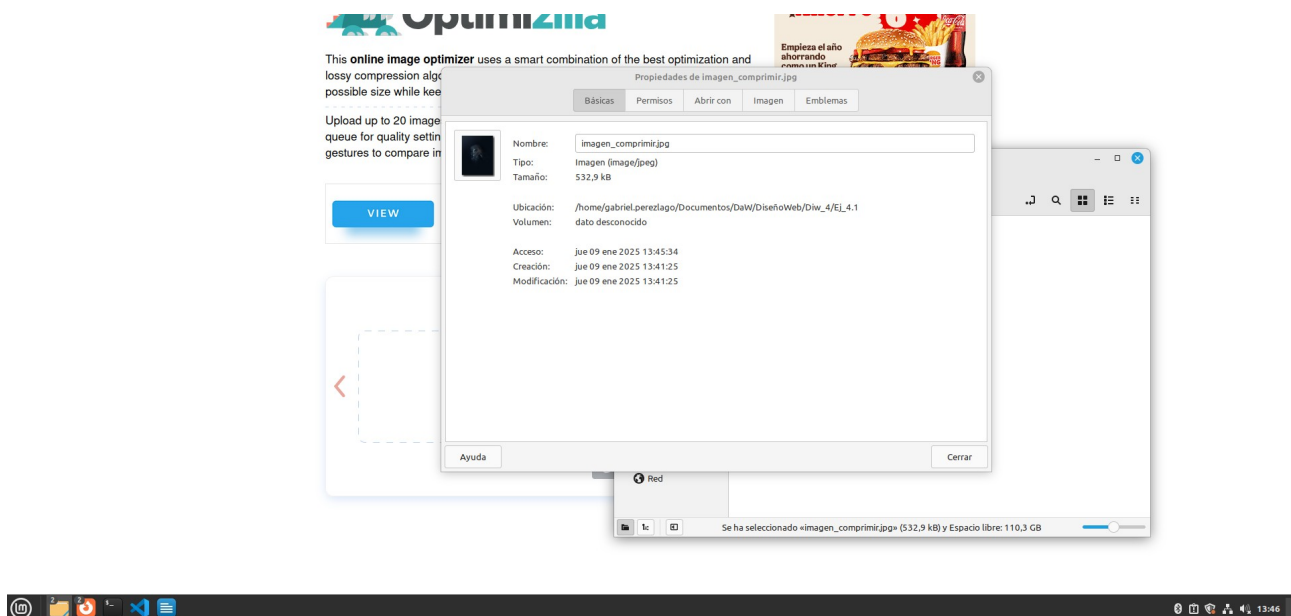 Optimizilla
This online image optimizer uses a smart combination of the best optimization and
lossy compression algo
possible size while kee
Upload up to 20 image
queue for quality settin
gestures to compare im
VIEW
Empieza el año
ahorrando
como un King
Propiedades de imagen_comprimir.jpg
Básicas Permisos Abrir con Imagen Emblemas
Nombre: imagen_comprimir.jpg
Tipo: Imagen (image/jpeg)
Tamaño: 532,9 kB
Ubicación: /home/gabriel.perezlago/Documentos/DaW/DiseñoWeb/Diw_4/Ej_4.1
Volumen: dato desconocido
Acceso: jue 09 ene 2025 13:45:34
Creación: jue 09 ene 2025 13:41:25
Modificación: jue 09 ene 2025 13:41:25
Ayuda Cerrar
Red
Se ha seleccionado «imagen_comprimir.jpg» (532,9 kB) y Espacio libre: 110,3 GB
2 2 13:46